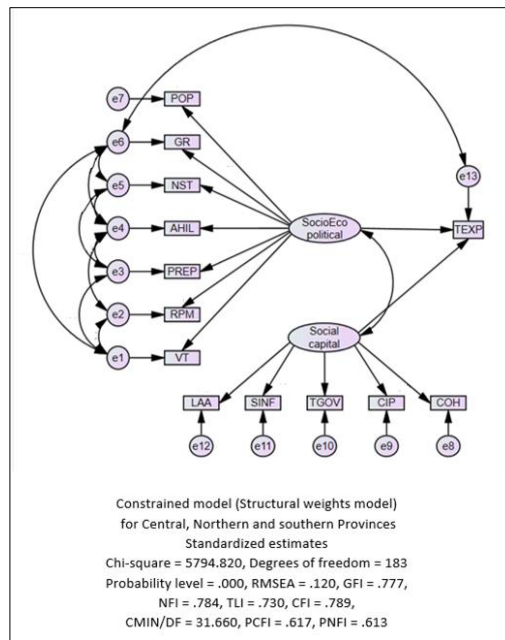 e7 POP
e6 GR
e5 NST
e4 AHIL
e3 PREP
e2 RPM
e1 VT
SocioEco
political
e13
TEXP
Social
capital
LAA SINF TGOV CIP COH
e12 e11 e10 e9 e8
Constrained model (Structural weights model)
for Central, Northern and southern Provinces
Standardized estimates
Chi-square = 5794.820, Degrees of freedom = 183
Probability level = .000, RMSEA = .120, GFI = .777,
NFI = .784, TLI = .730, CFI = .789,
CMIN/DF = 31.660, PCFI = .617, PNFI = .613